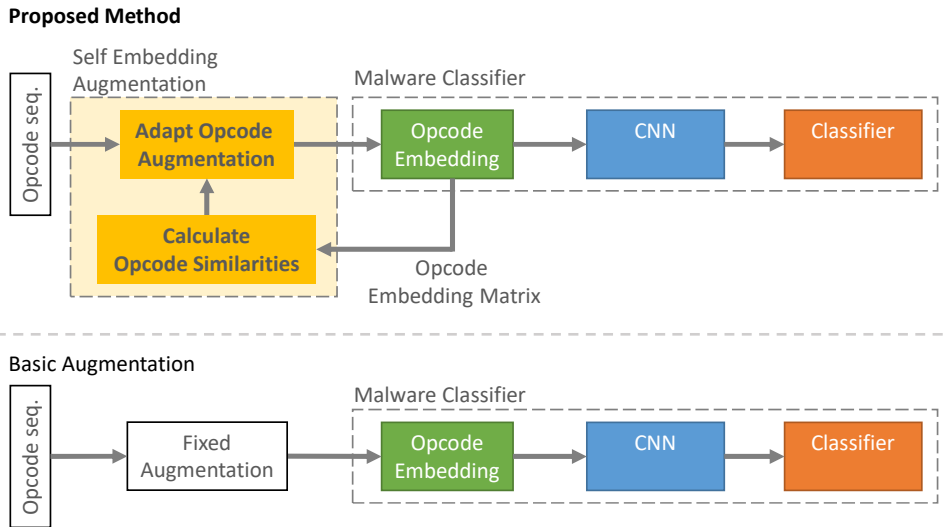 Proposed Method
Self Embedding
Augmentation
Malware Classifier
Opcode seq.
Adapt Opcode
Augmentation
Opcode
Embedding
CNN
Classifier
Calculate
Opcode Similarities
Opcode
Embedding Matrix
Basic Augmentation
Malware Classifier
Opcode seq.
Fixed
Augmentation
Opcode
Embedding
CNN
Classifier